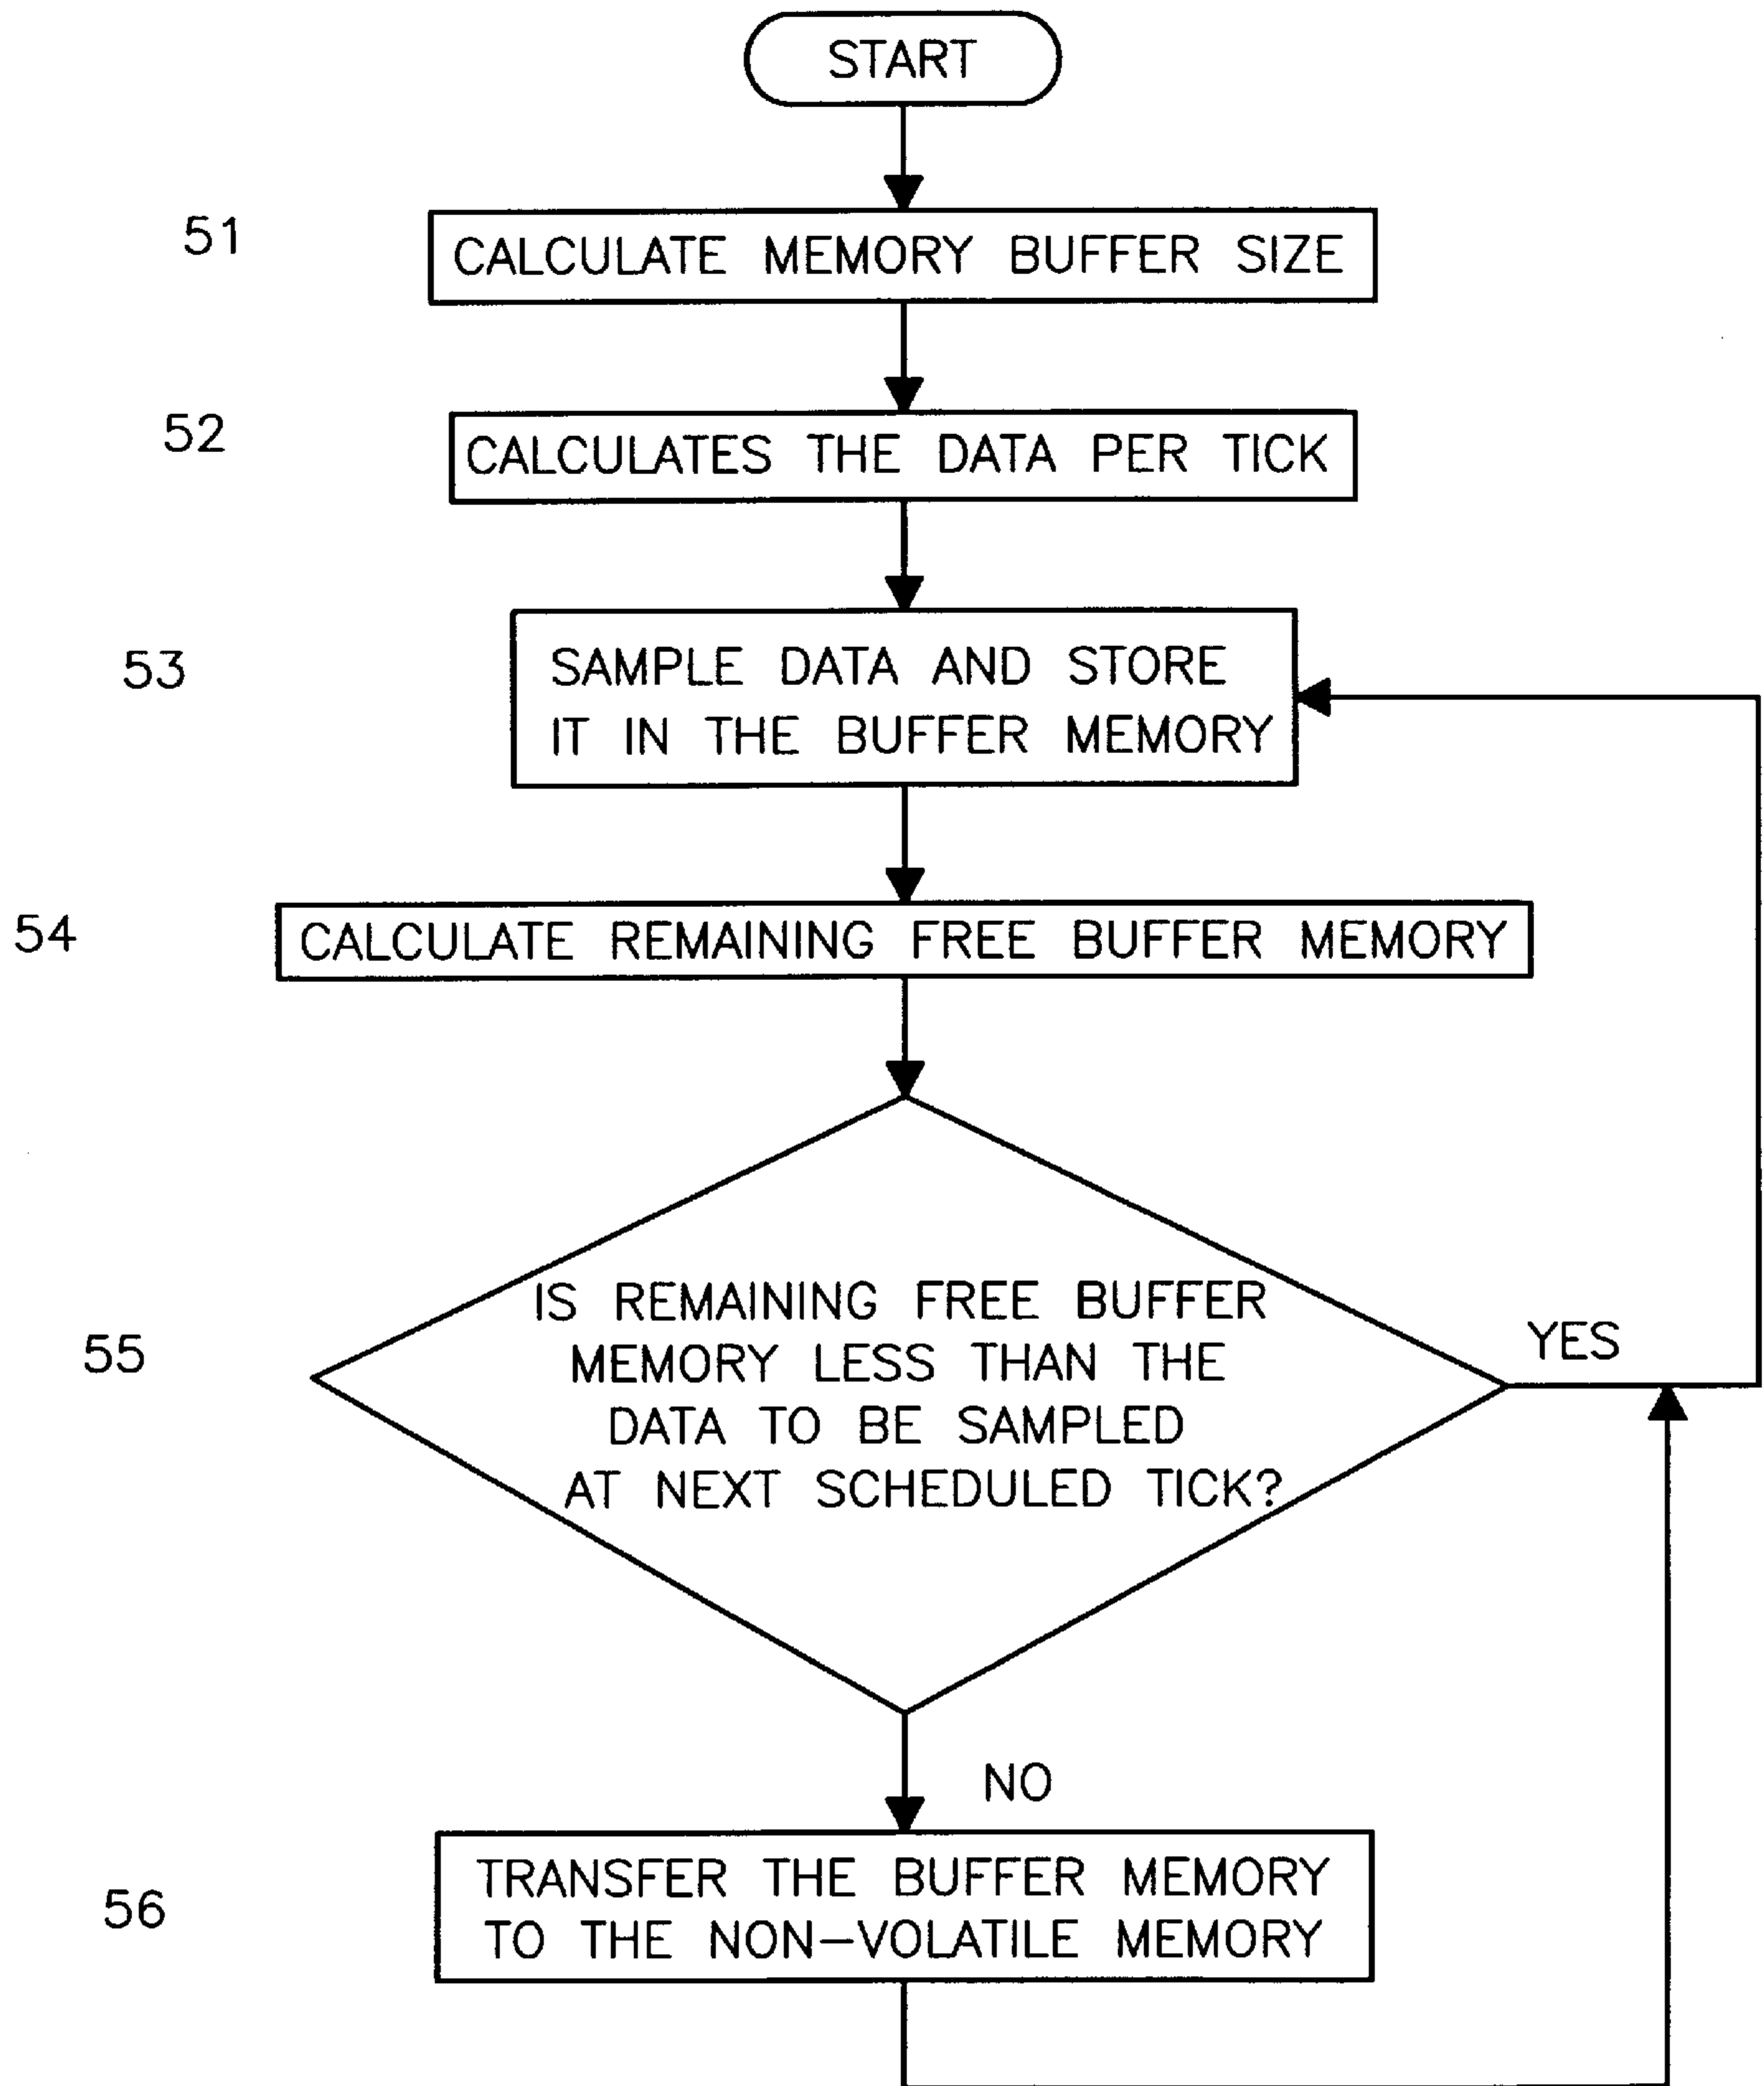 START
51
CALCULATE MEMORY BUFFER SIZE
52
CALCULATES THE DATA PER TICK
53
SAMPLE DATA AND STORE
IT IN THE BUFFER MEMORY
54
CALCULATE REMAINING FREE BUFFER MEMORY
55
IS REMAINING FREE BUFFER
MEMORY LESS THAN THE
DATA TO BE SAMPLED
AT NEXT SCHEDULED TICK?
YES
NO
56
TRANSFER THE BUFFER MEMORY
TO THE NON-VOLATILE MEMORY